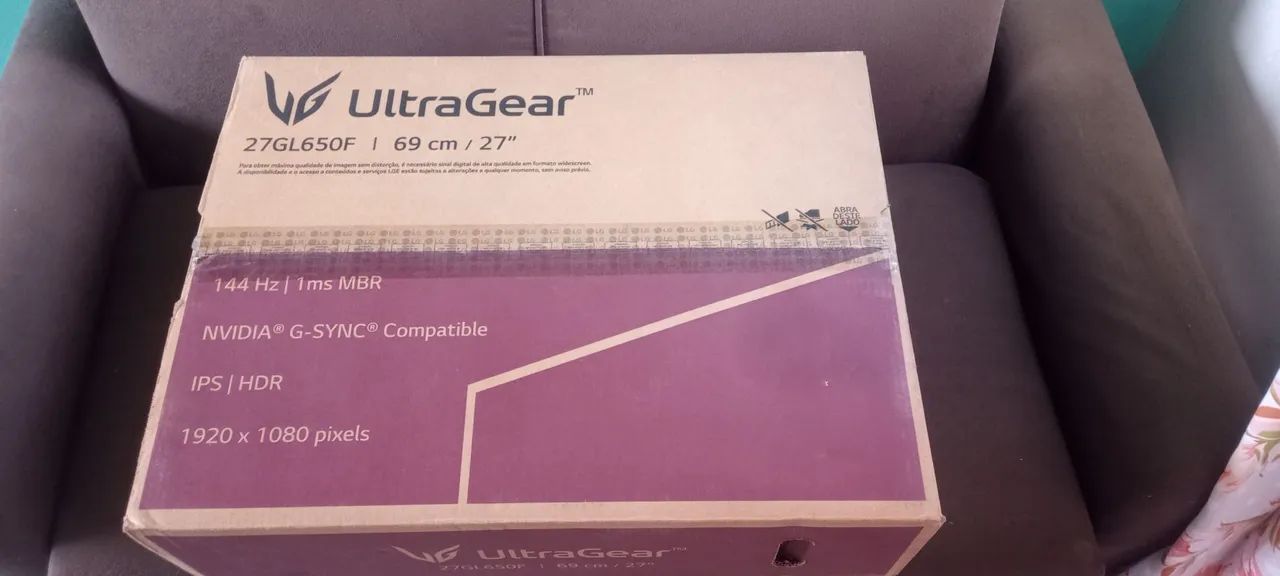 UltraGear™
27GL650F | 69 cm / 27"
Para obter máxima qualidade de imagem sem distorção, é necessário sinal digital de alta qualidade em formato widescreen.
A disponibilidade e o acesso a conteúdos e serviços LGE estão sujeitos a alterações a qualquer momento, sem aviso prévio.
ABRA
DESTE
LADO
LG
144 Hz | 1ms MBR
NVIDIA® G-SYNC® Compatible
IPS | HDR
1920 x 1080 pixels
UltraGear™
27GL650F | 69 cm / 27"